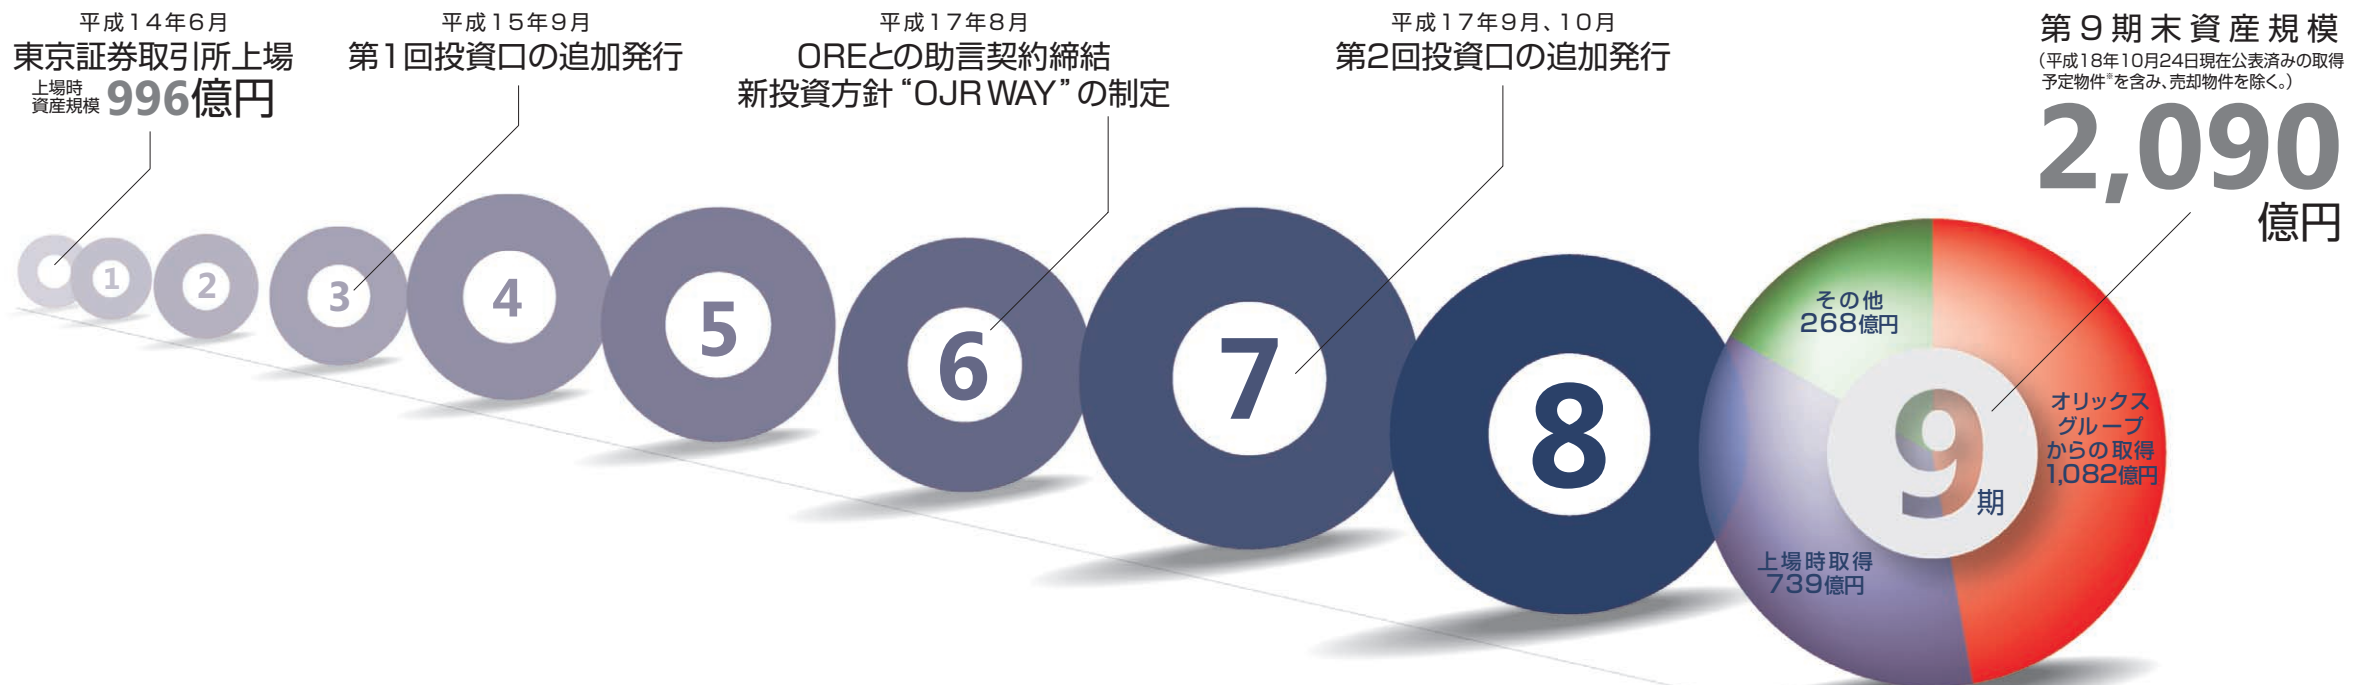 平成14年6月
東京証券取引所上場
上場時
資産規模 996億円
平成15年9月
第1回投資口の追加発行
平成17年8月
OREとの助言契約締結
新投資方針“OJR WAY”の制定
平成17年9月、10月
第2回投資口の追加発行
第9期末資産規模
(平成18年10月24日現在公表済みの取得
予定物件※を含み、売却物件を除く。)
2,090
億円
1
2
3
4
5
6
7
8
9期
その他
268億円
オリックス
グループ
からの取得
1,082億円
上場時取得
739億円